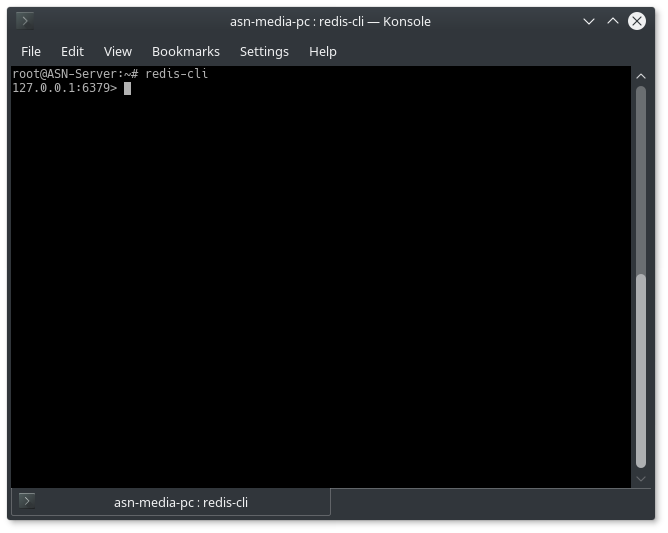 asn-media-pc : redis-cli — Konsole
File Edit View Bookmarks Settings Help
root@ASN-Server:~# redis-cli
127.0.0.1:6379>
asn-media-pc : redis-cli